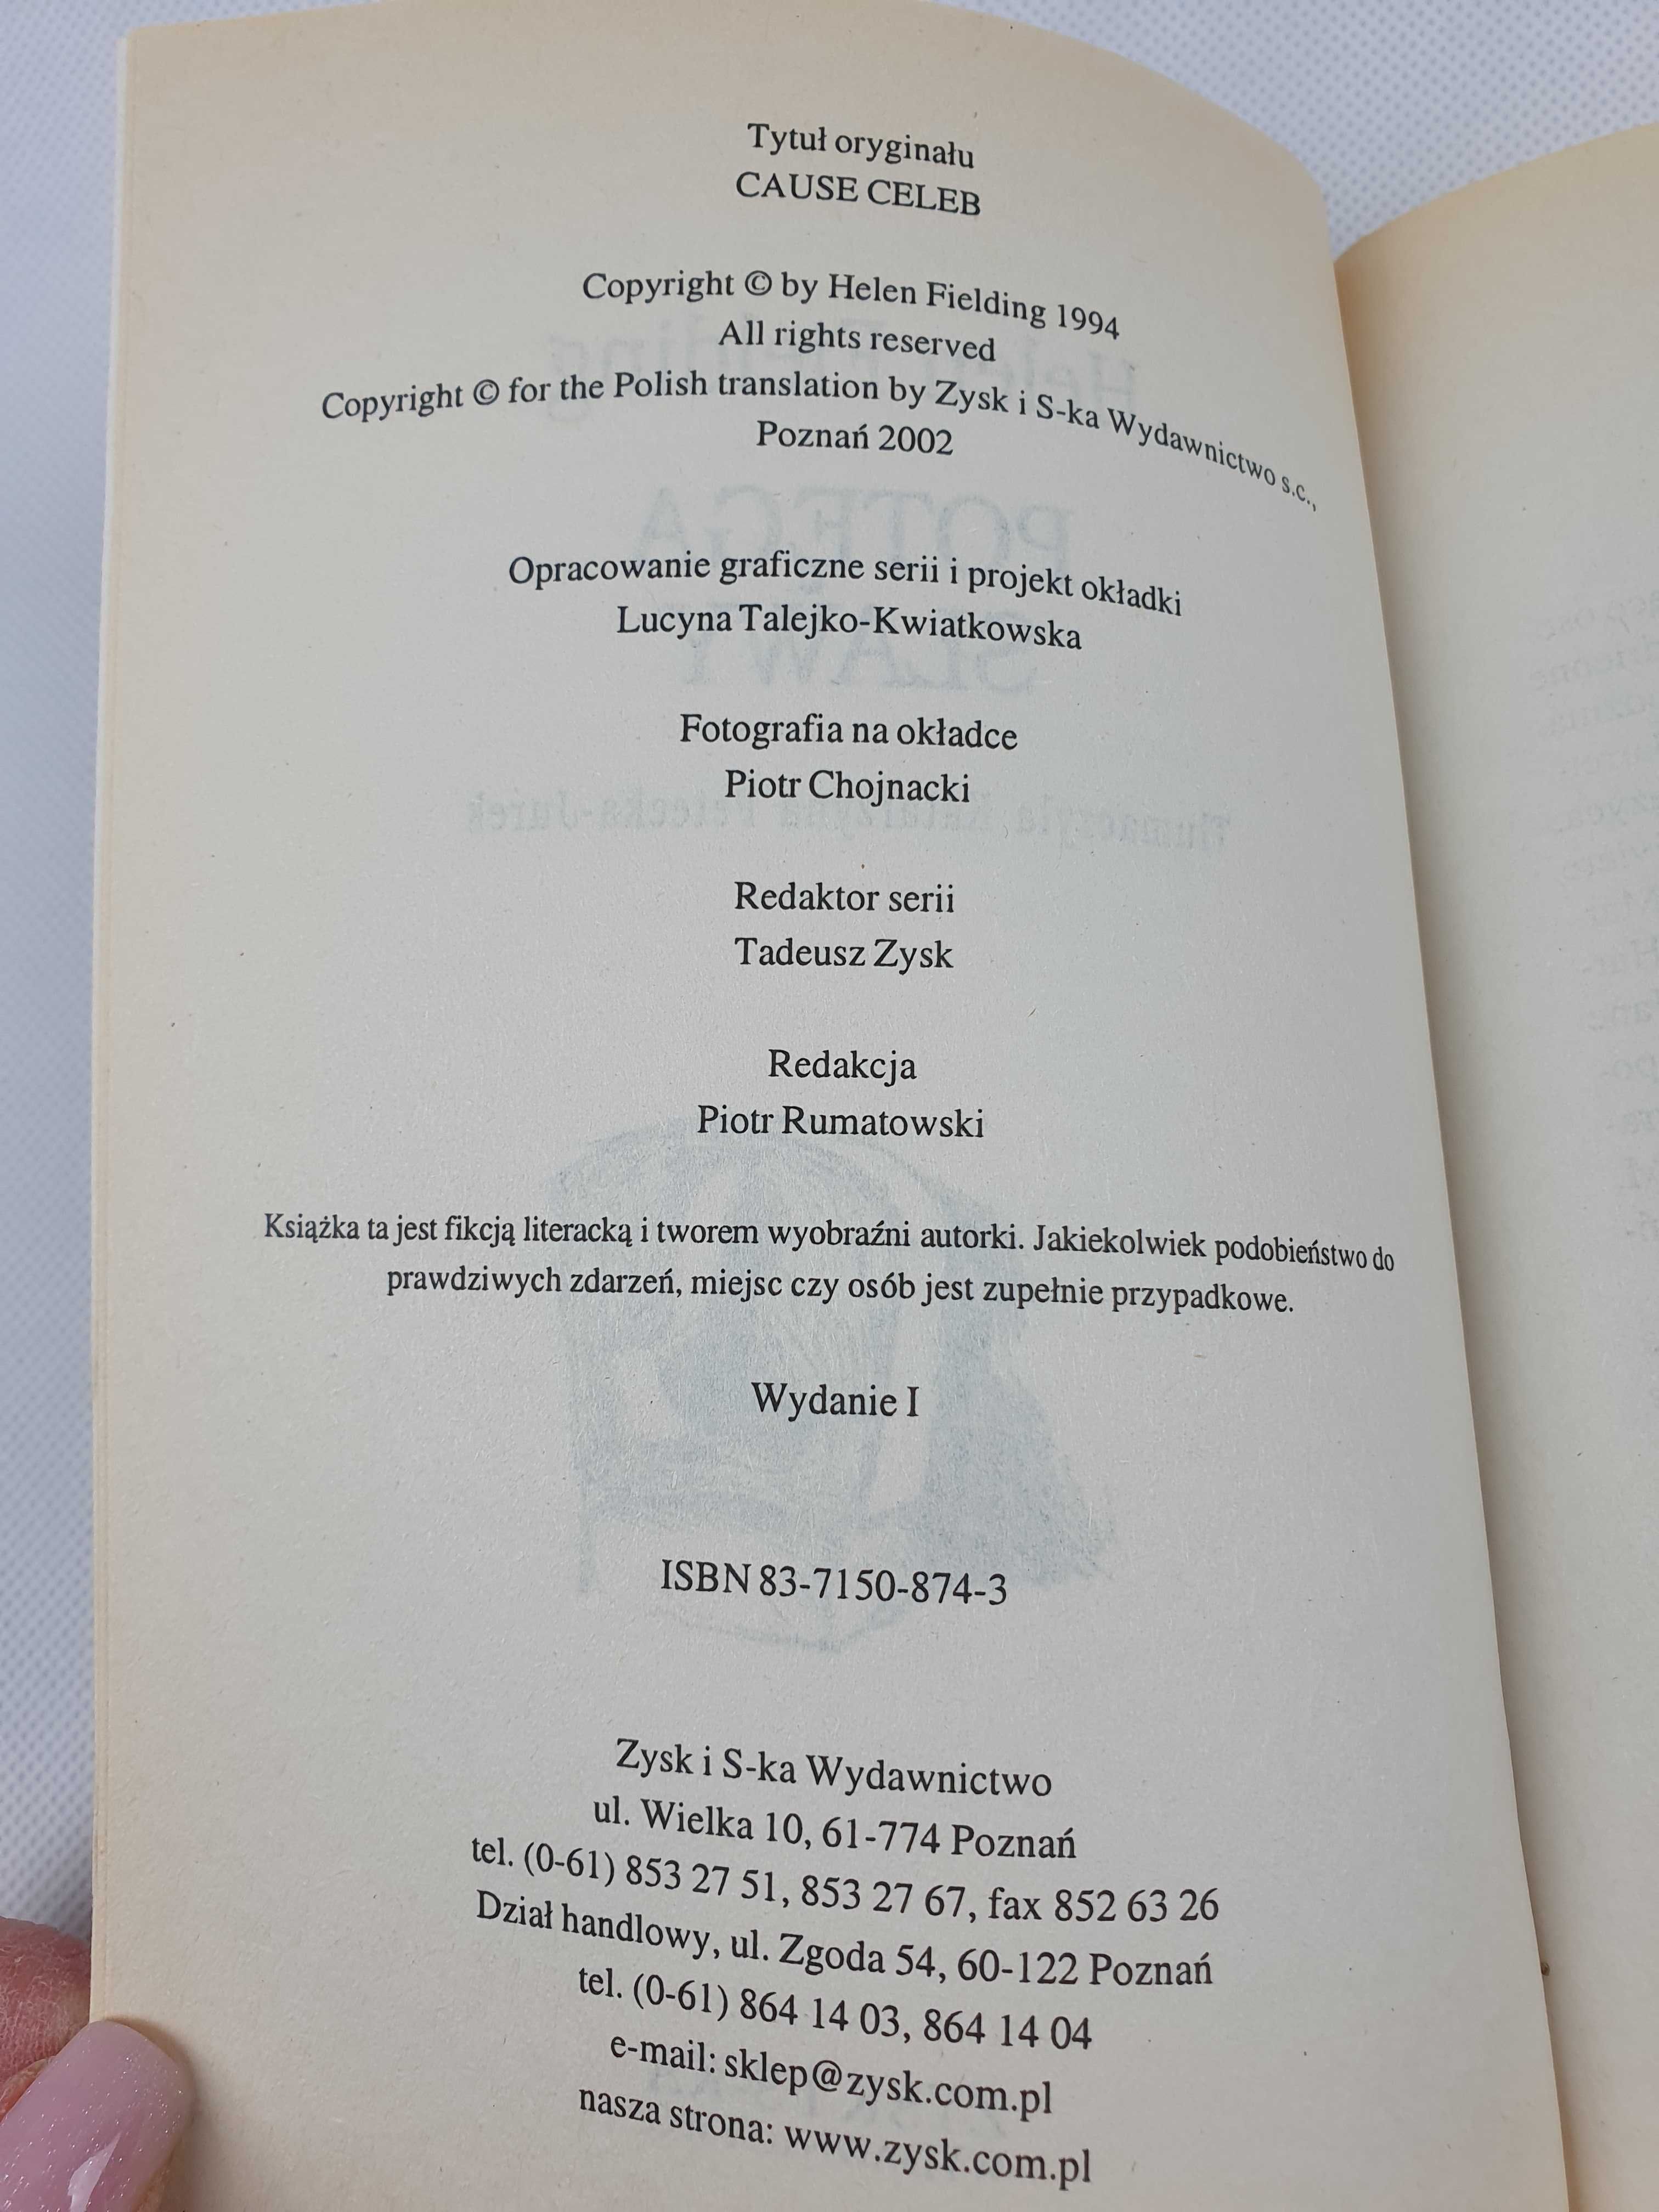 Tytuł oryginału
CAUSE CELEB
Copyright © by Helen Fielding 1994
All rights reserved
Copyright © for the Polish translation by Zysk i S-ka Wydawnictwo s.c.,
Poznań 2002
Opracowanie graficzne serii i projekt okładki
Lucyna Talejko-Kwiatkowska
Fotografia na okładce
Piotr Chojnacki
Redaktor serii
Tadeusz Zysk
Redakcja
Piotr Rumatowski
Książka ta jest fikcją literacką i tworem wyobraźni autorki. Jakiekolwiek podobieństwo do
prawdziwych zdarzeń, miejsc czy osób jest zupełnie przypadkowe.
Wydanie I
ISBN 83-7150-874-3
Zysk i S-ka Wydawnictwo
ul. Wielka 10, 61-774 Poznań
tel. (0-61) 853 27 51, 853 27 67, fax 852 63 26
Dział handlowy, ul. Zgoda 54, 60-122 Poznań
tel. (0-61) 864 14 03, 864 14 04
e-mail: sklep@zysk.com.pl
nasza strona: www.zysk.com.pl